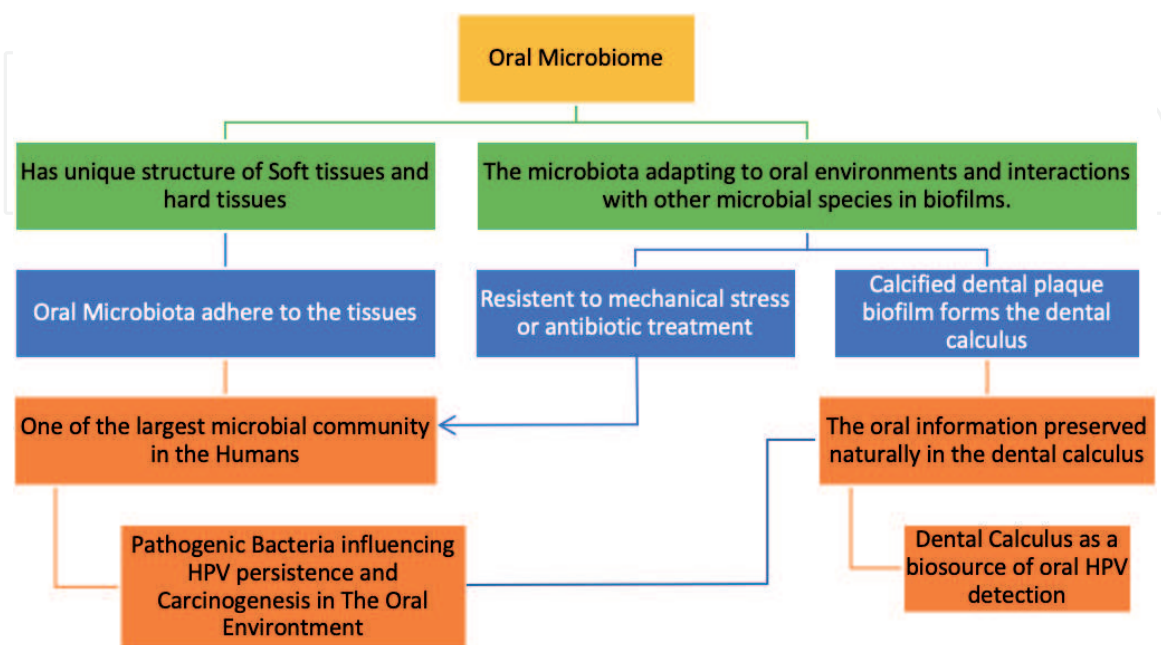 Oral Microbiome
Has unique structure of Soft tissues and
hard tissues
The microbiota adapting to oral environments and interactions
with other microbial species in biofilms.
Oral Microbiota adhere to the tissues
Resistent to mechanical stress
or antibiotic treatment
Calcified dental plaque
biofilm forms the dental
calculus
One of the largest microbial community
in the Humans
The oral information preserved
naturally in the dental calculus
Pathogenic Bacteria influencing
HPV persistence and
Carcinogenesis in The Oral
Environtment
Dental Calculus as a
biosource of oral HPV
detection